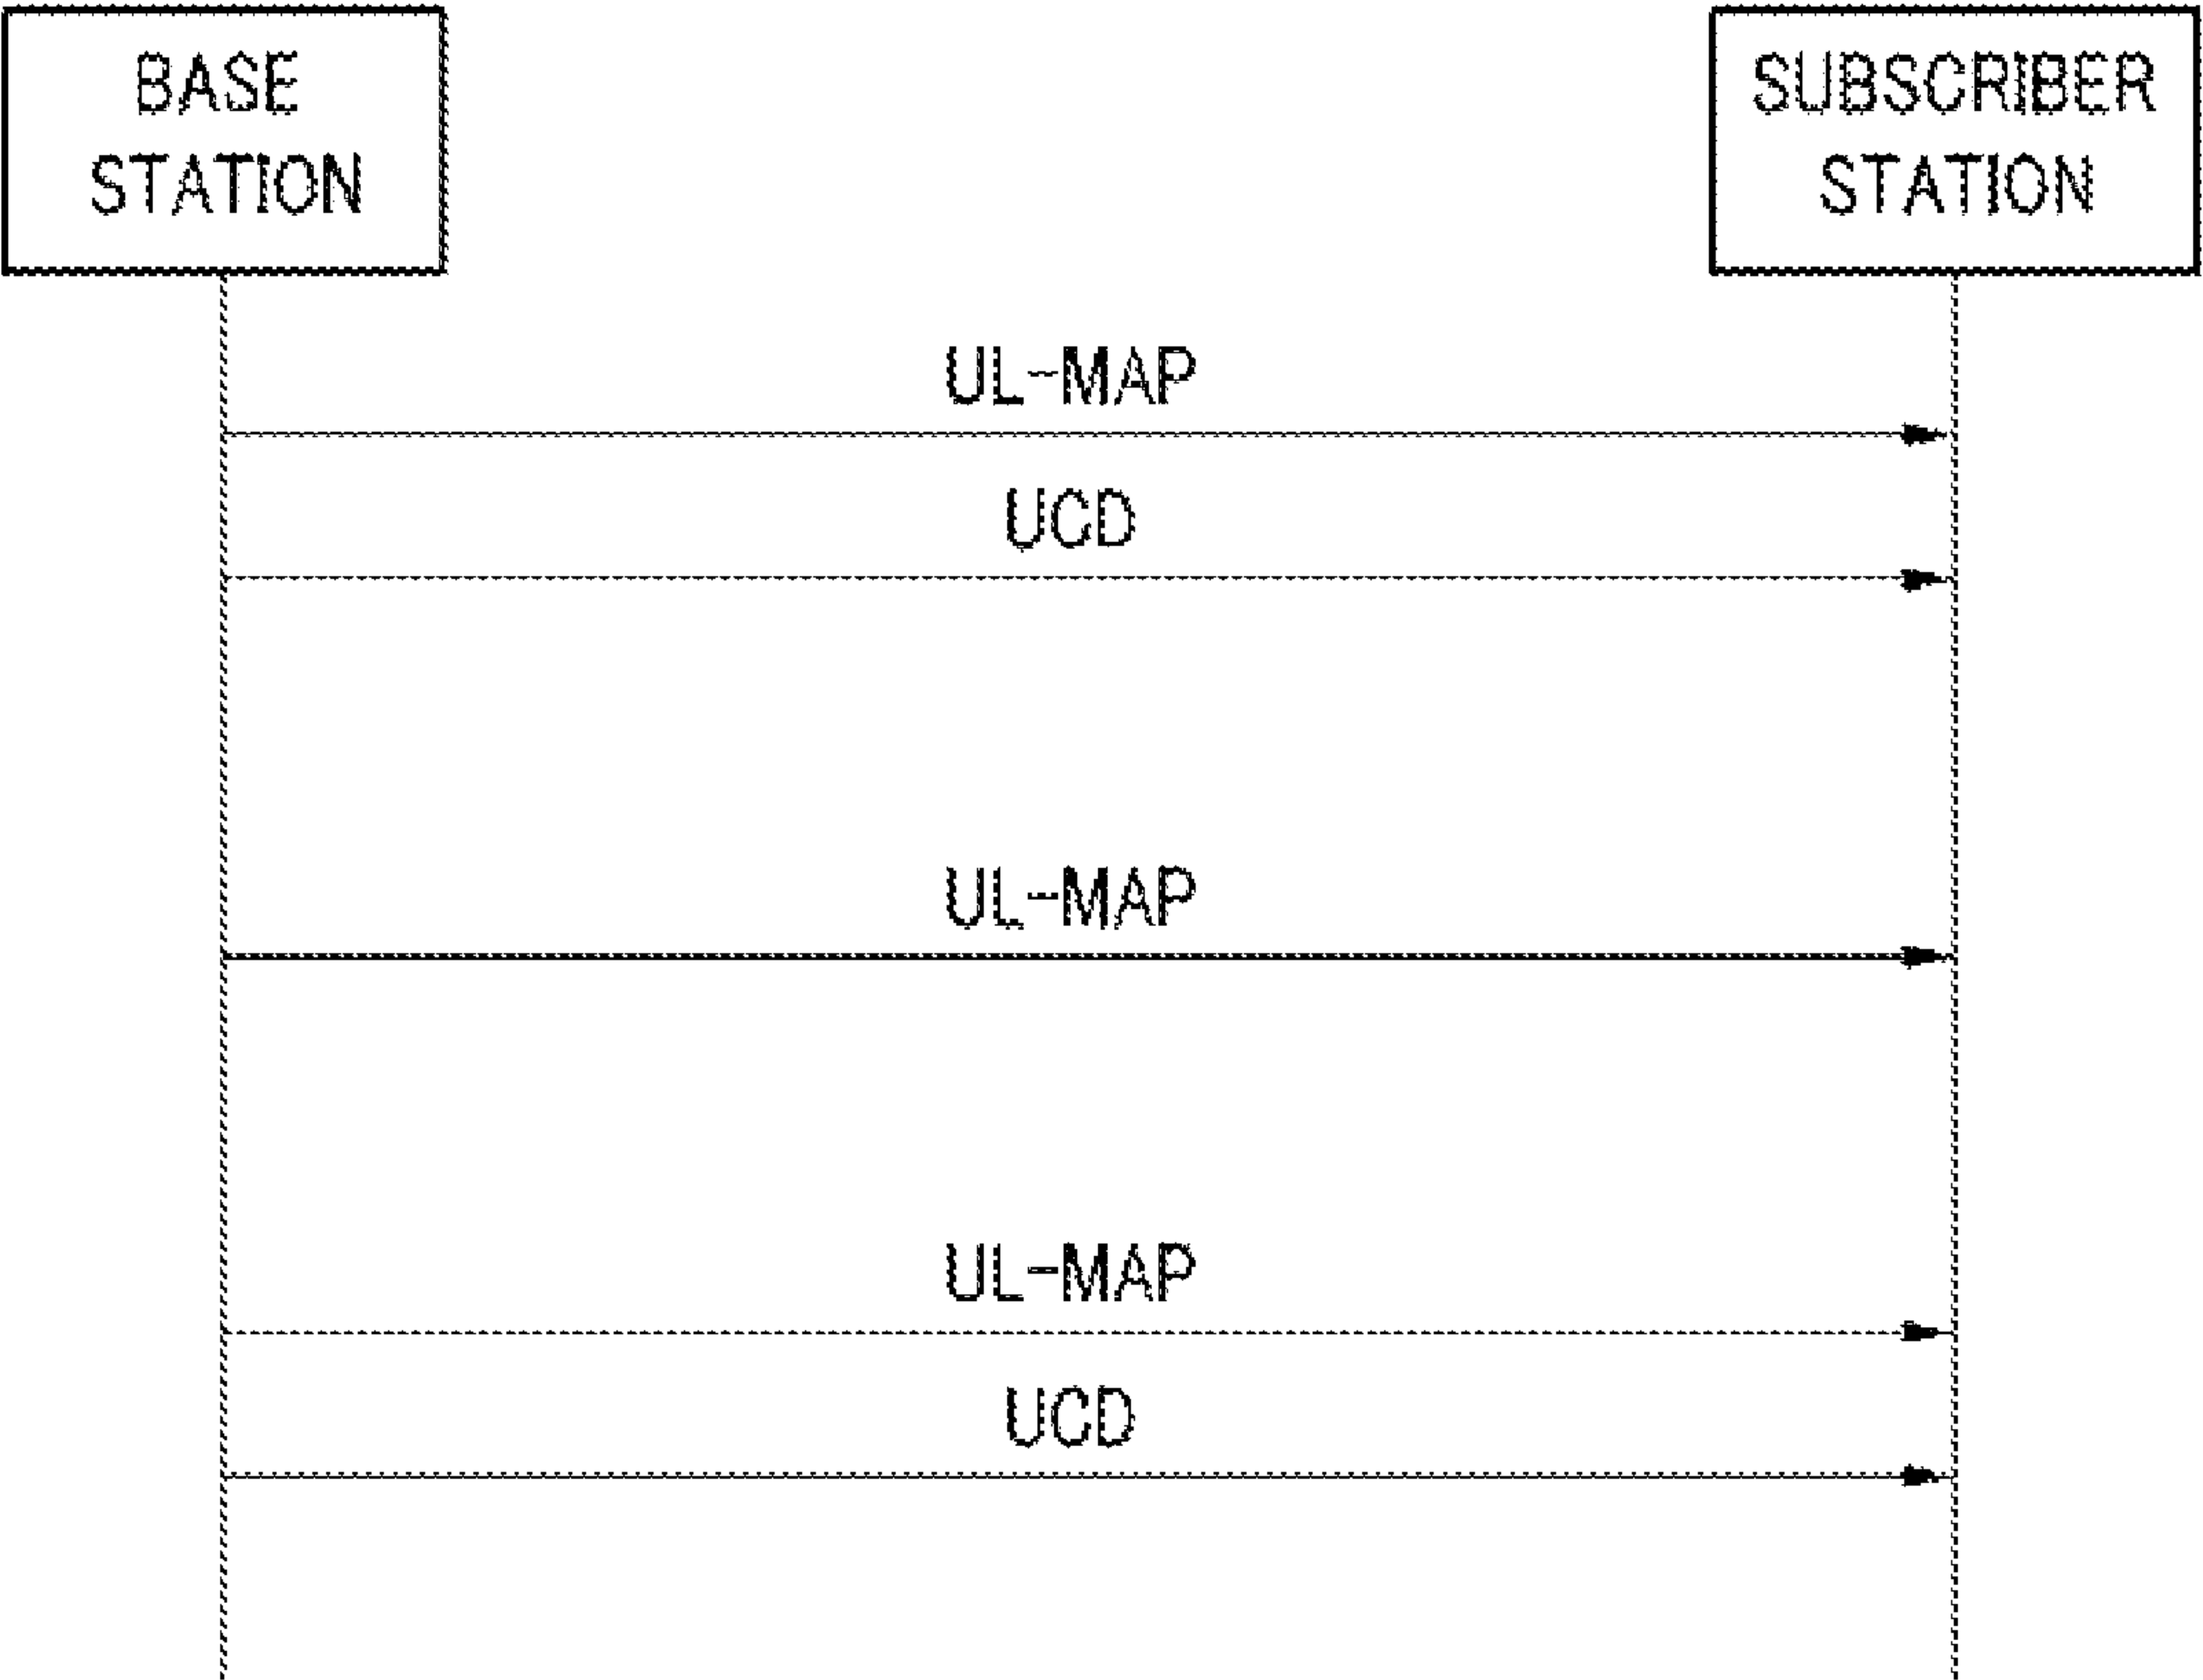 BASE
STATION
SUBSCRIBER
STATION
UL-MAP
UCD
UL-MAP
UL-MAP
UCD